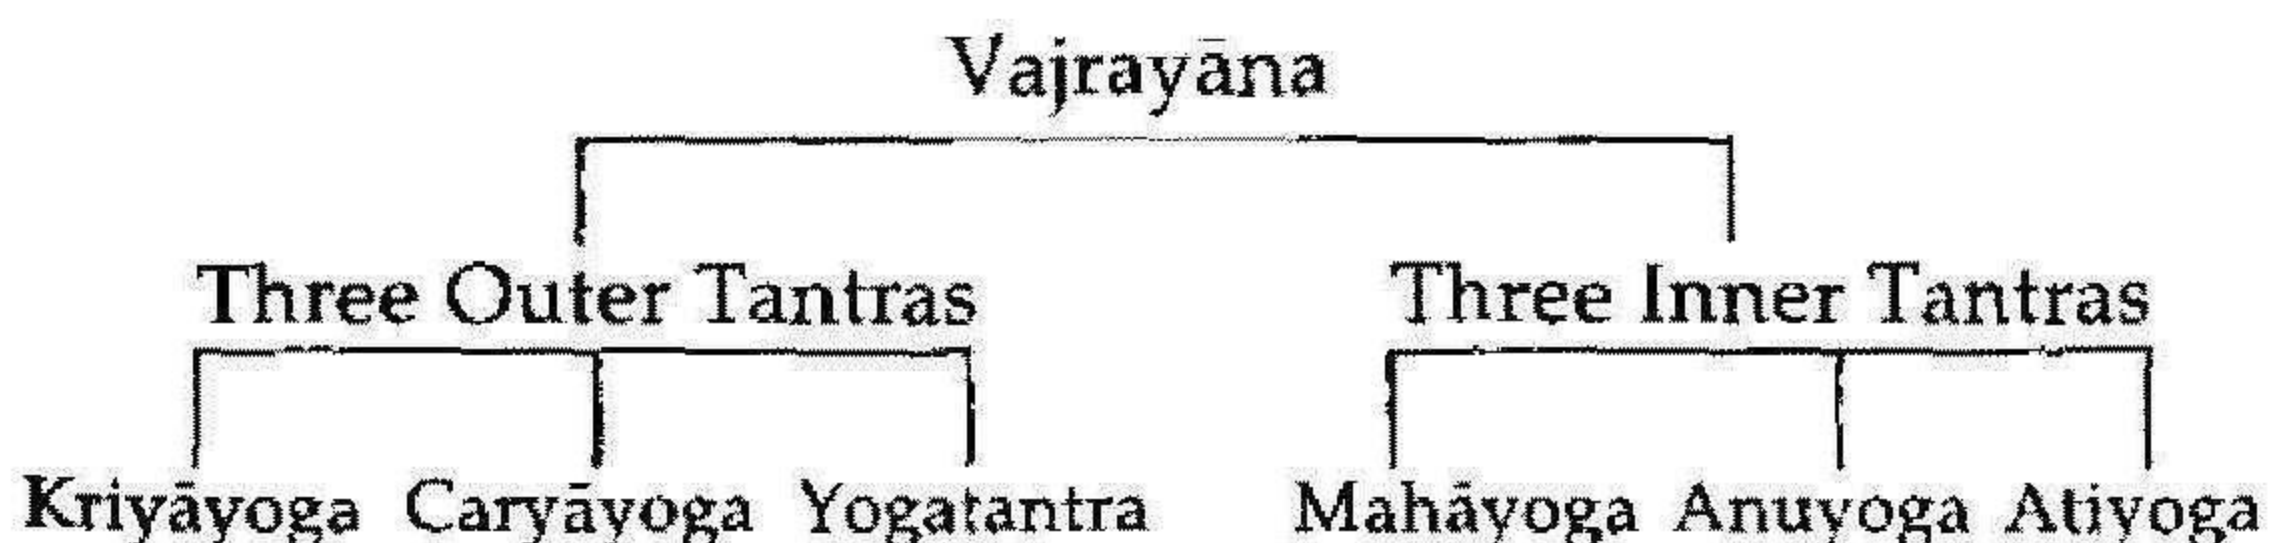 Vajrayāna
Three Outer Tantras Three Inner Tantras
Kriyāyoga Caryāyoga Yogatantra Mahāyoga Anuyoga Atiyoga